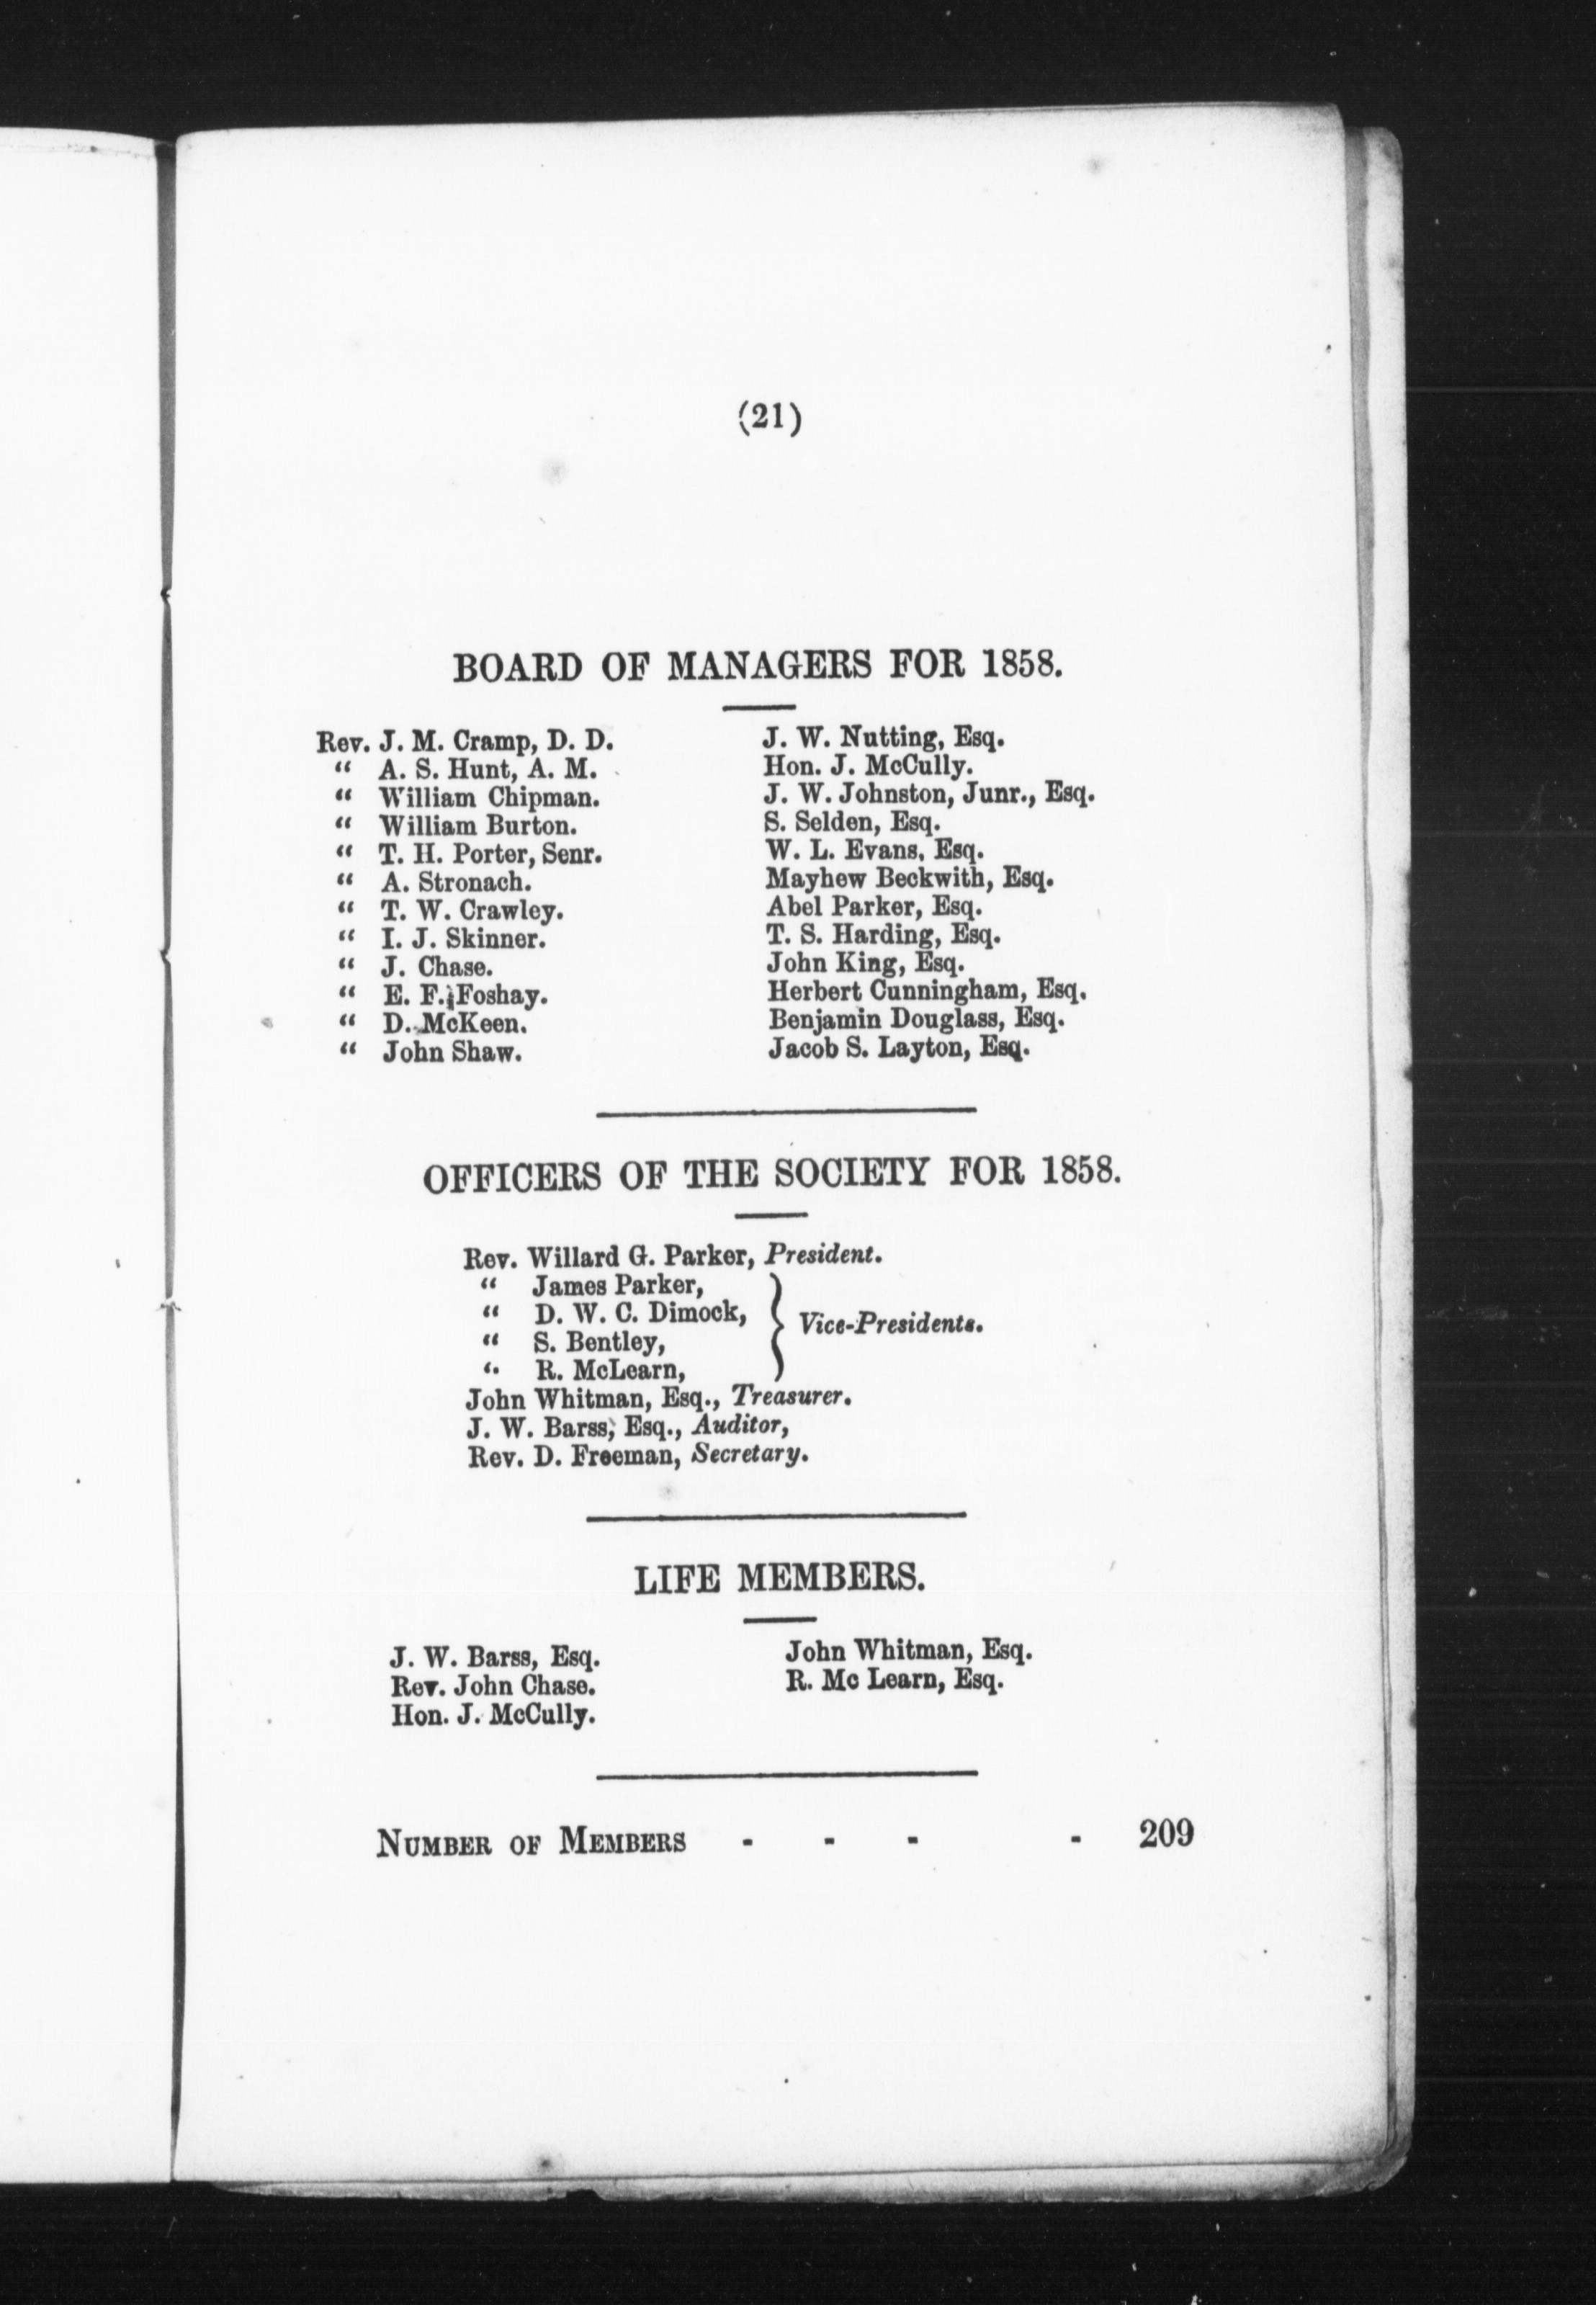 (21)
BOARD OF MANAGERS FOR 1858.
Rev. J. M. Cramp, D. D.
“ A. S. Hunt, A. M.
“ William Chipman.
“ William Burton.
“ T. H. Porter, Senr.
“ A. Stronach.
“ T. W. Crawley.
“ I. J. Skinner.
“ J. Chase.
“ E. F. Foshay.
“ D. McKeen.
“ John Shaw.
J. W. Nutting, Esq.
Hon. J. McCully.
J. W. Johnston, Junr., Esq.
S. Selden, Esq.
W. L. Evans, Esq.
Mayhew Beckwith, Esq.
Abel Parker, Esq.
T. S. Harding, Esq.
John King, Esq.
Herbert Cunningham, Esq.
Benjamin Douglass, Esq.
Jacob S. Layton, Esq.
OFFICERS OF THE SOCIETY FOR 1858.
Rev. Willard G. Parker, President.
“ James Parker,
“ D. W. C. Dimock,
“ S. Bentley,
“ R. McLearn,
Vice-Presidents.
John Whitman, Esq., Treasurer.
J. W. Barss, Esq., Auditor,
Rev. D. Freeman, Secretary.
LIFE MEMBERS.
J. W. Barss, Esq.
Rev. John Chase.
Hon. J. McCully.
John Whitman, Esq.
R. Mc Learn, Esq.
NUMBER OF MEMBERS - - - - 209